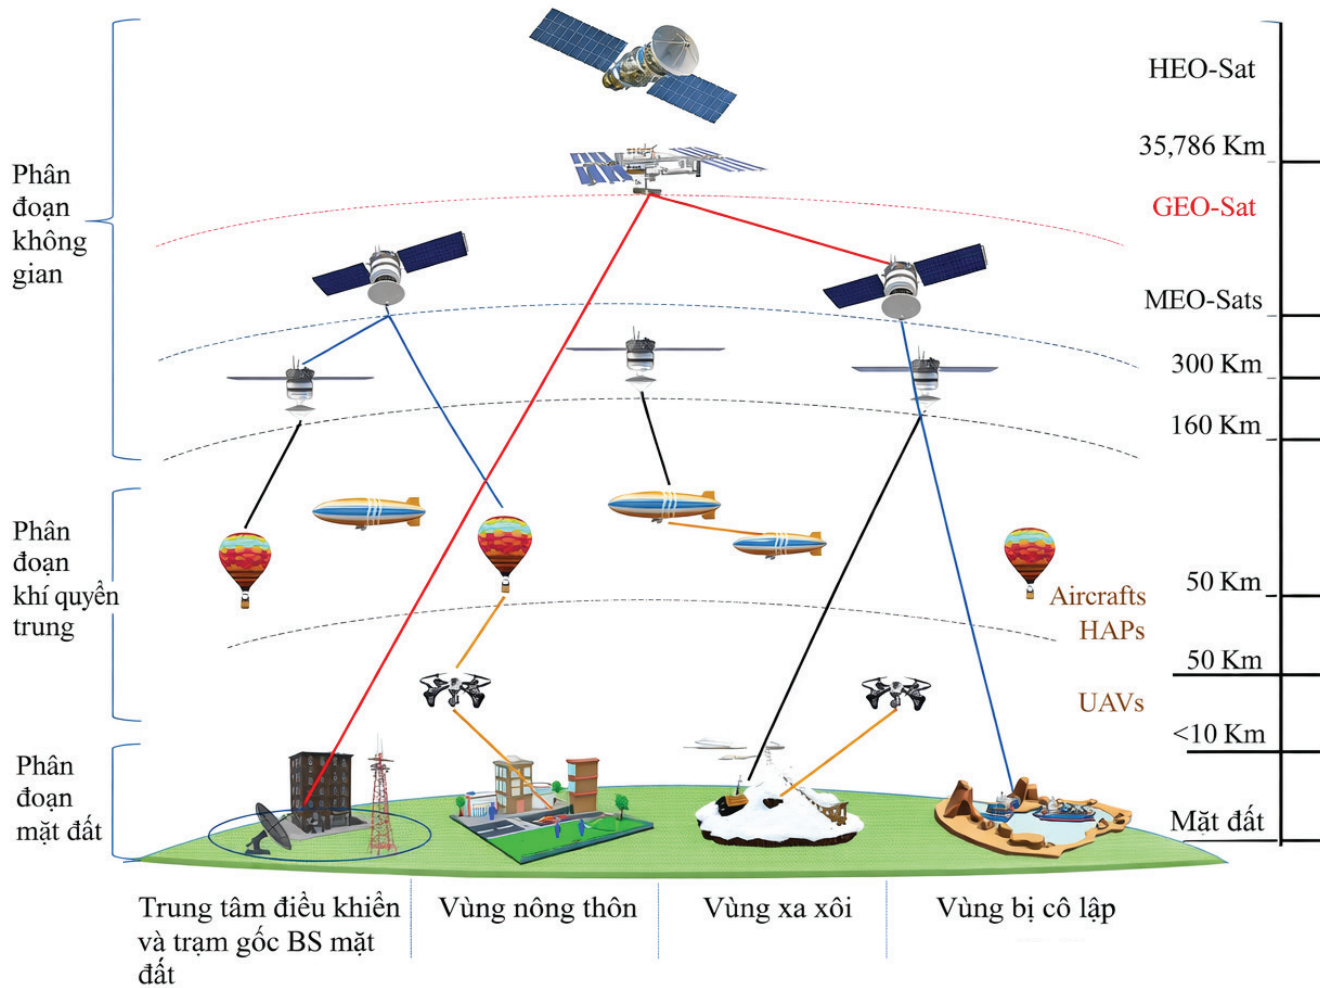 HEO-Sat
35,786 Km
GEO-Sat
MEO-Sats
300 Km
160 Km
50 Km
Aircrafts
HAPs
50 Km
UAVs
<10 Km
Mặt đất
Phân
đoạn
không
gian
Phân
đoạn
khí quyển
trung
Phân
đoạn
mặt đất
Trung tâm điều khiển
và trạm gốc BS mặt
đất
Vùng nông thôn
Vùng xa xôi
Vùng bị cô lập